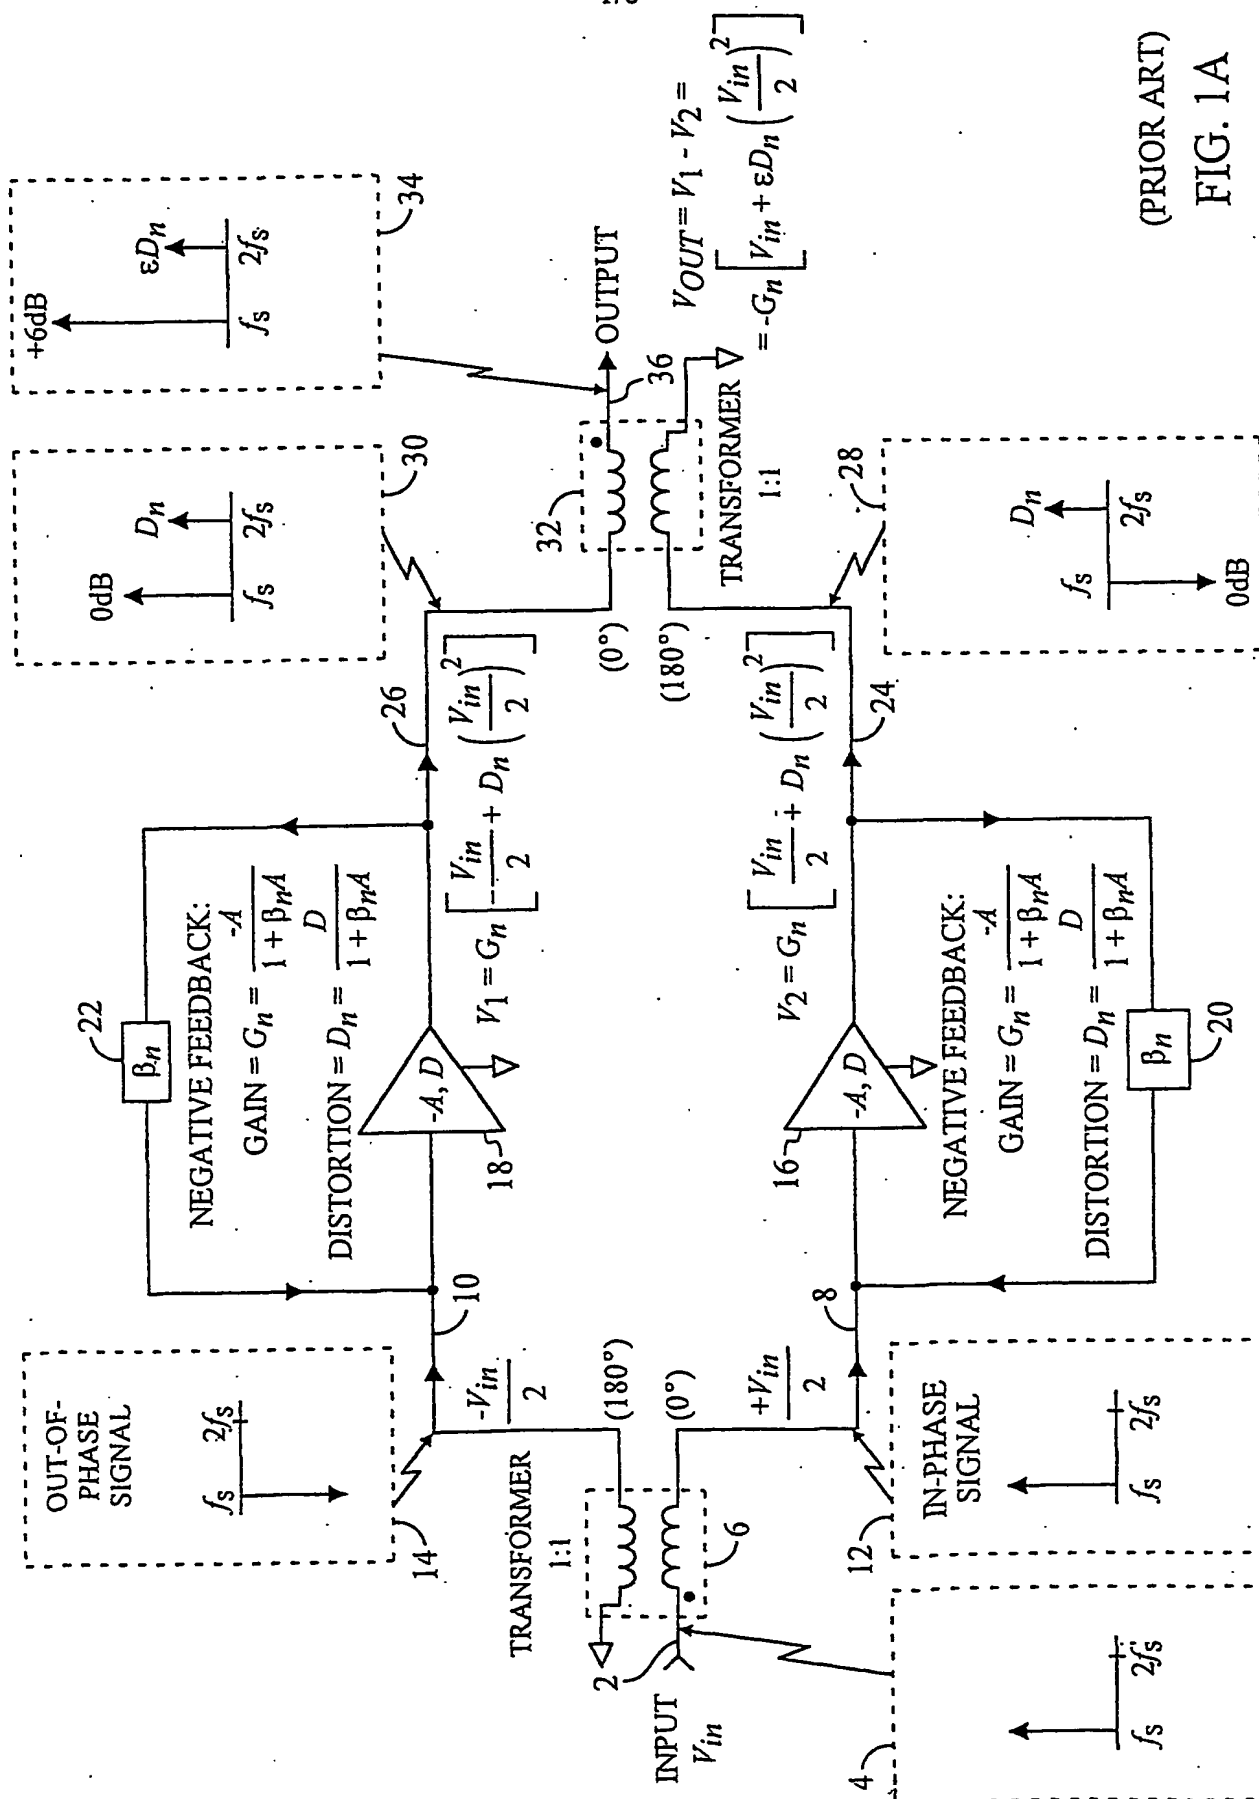 OUT-OF-
PHASE
SIGNAL
f_s 2f_s
14
-V_in / 2
10
β_n
22
NEGATIVE FEEDBACK:
GAIN = G_n = -A / (1 + β_nA)
DISTORTION = D_n = D / (1 + β_nA)
-A, D
18
V_1 = G_n [ -V_in/2 + D_n (V_in/2)^2 ]
26
0dB
D_n
f_s 2f_s
30
+6dB
εD_n
f_s 2f_s
34
TRANSFORMER
1:1
(180°)
(0°)
2
6
INPUT
V_in
32
(0°)
(180°)
36
OUTPUT
TRANSFORMER
1:1
V_OUT = V_1 - V_2 =
= -G_n [ V_in + εD_n (V_in/2)^2 ]
4
f_s 2f_s
12
IN-PHASE
SIGNAL
f_s 2f_s
+V_in / 2
8
16
-A, D
V_2 = G_n [ V_in/2 + D_n (V_in/2)^2 ]
24
NEGATIVE FEEDBACK:
GAIN = G_n = -A / (1 + β_nA)
DISTORTION = D_n = D / (1 + β_nA)
β_n
20
28
D_n
f_s 2f_s
0dB
(PRIOR ART)
FIG. 1A